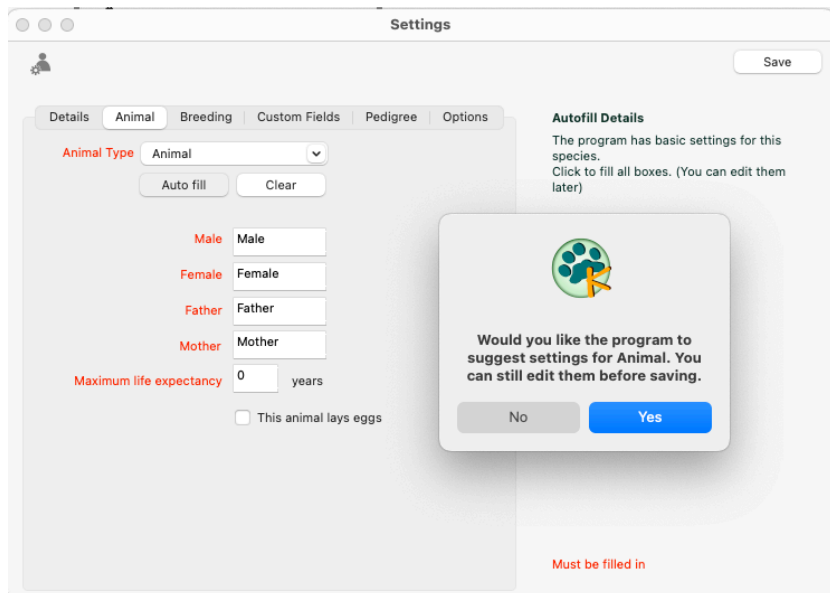 Settings
Save
Details
Animal
Breeding
Custom Fields
Pedigree
Options
Animal Type
Animal
Auto fill
Clear
Male
Male
Female
Female
Father
Father
Mother
Mother
Maximum life expectancy
0
years
This animal lays eggs
Autofill Details
The program has basic settings for this
species.
Click to fill all boxes. (You can edit them
later)
Would you like the program to
suggest settings for Animal. You
can still edit them before saving.
No
Yes
Must be filled in